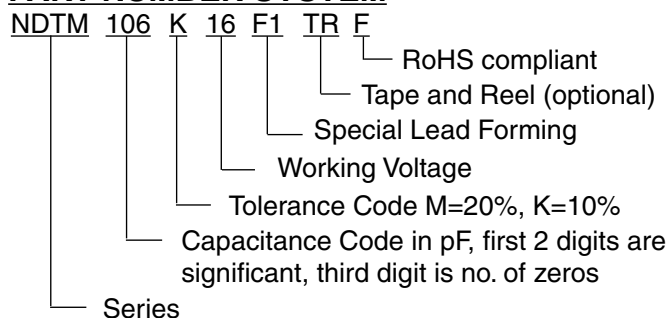 PART NUMBER SYSTEM
NDTM 106 K 16 F1 TR F
RoHS compliant
Tape and Reel (optional)
Special Lead Forming
Working Voltage
Tolerance Code M=20%, K=10%
Capacitance Code in pF, first 2 digits are
significant, third digit is no. of zeros
Series